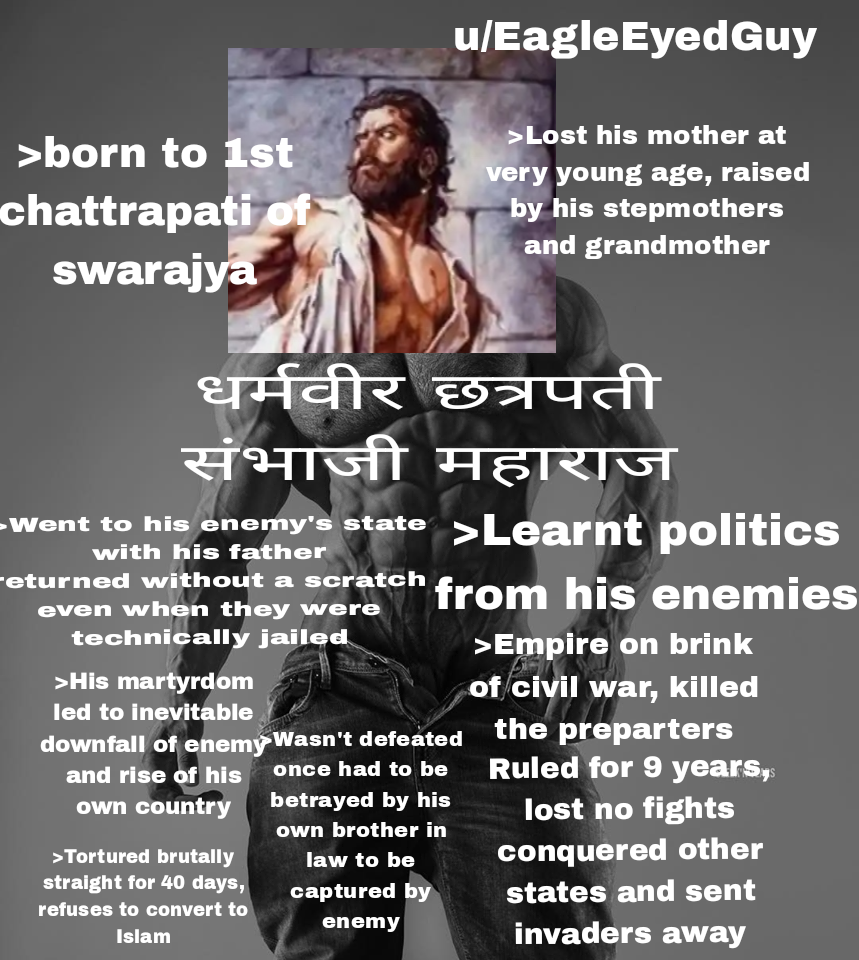 u/EagleEyedGuy
>born to 1st
chattrapati of
swarajya
>Lost his mother at
very young age, raised
by his stepmothers
and grandmother
धर्मवीर छत्रपती
संभाजी महाराज
>Went to his enemy's state
with his father
returned without a scratch
even when they were
technically jailed
>Learnt politics
from his enemies
>His martyrdom
led to inevitable
downfall of enemy
and rise of his
own country
>Wasn't defeated
once had to be
betrayed by his
own brother in
law to be
captured by
enemy
>Empire on brink
of civil war, killed
the preparters
Ruled for 9 years,
lost no fights
conquered other
states and sent
invaders away
>Tortured brutally
straight for 40 days,
refuses to convert to
Islam